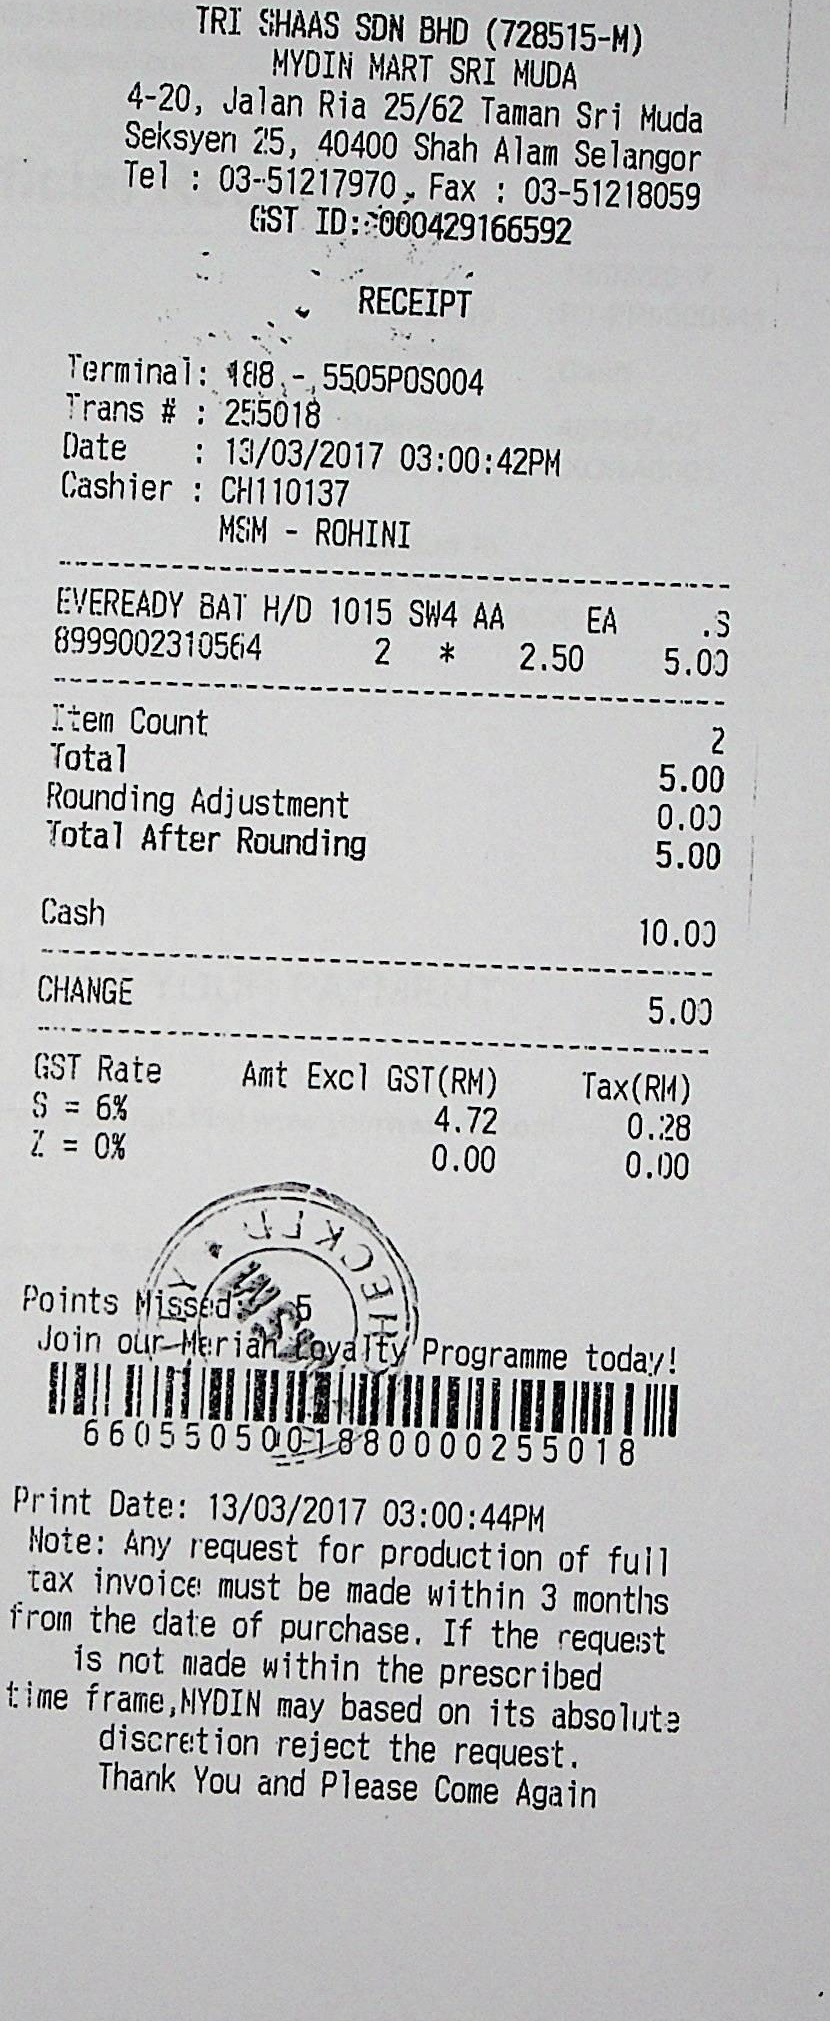 TRI SHAAS SDN BHD (728515-M)
MYDIN MART SRI MUDA
4-20, Jalan Ria 25/62 Taman Sri Muda
Seksyen 25, 40400 Shah Alam Selangor
Tel : 03-51217970, Fax : 03-51218059
GST ID: 000429166592
RECEIPT
Terminal: 188 - 5505POS004
Trans # : 255018
Date : 13/03/2017 03:00:42PM
Cashier : CH110137
MSM - ROHINI
EVEREADY BAT H/D 1015 SW4 AA EA .S
8999002310564 2 * 2.50 5.00
Item Count 2
Total 5.00
Rounding Adjustment 0.00
Total After Rounding 5.00
Cash 10.00
CHANGE 5.00
GST Rate Amt Excl GST(RM) Tax(RM)
S = 6% 4.72 0.28
Z = 0% 0.00 0.00
CHECKED
MSM
Points Missed: 5
Join our Meriah Loyalty Programme today!
6605505001880000255018
Print Date: 13/03/2017 03:00:44PM
Note: Any request for production of full
tax invoice must be made within 3 months
from the date of purchase. If the request
is not made within the prescribed
time frame,MYDIN may based on its absolute
discretion reject the request.
Thank You and Please Come Again